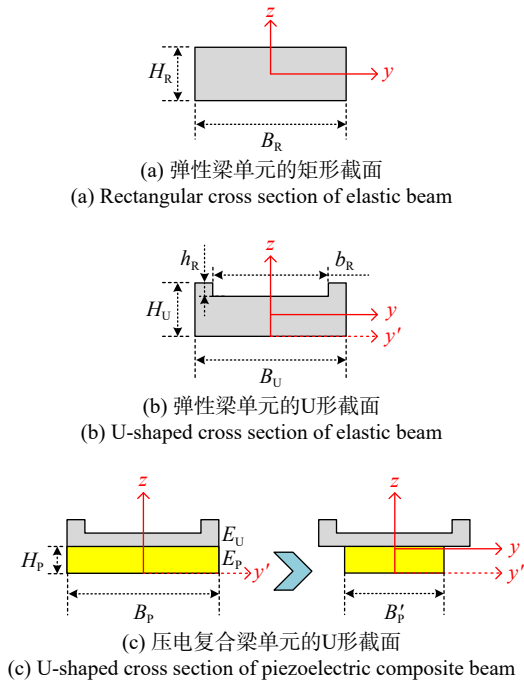 z
H_R
y
B_R
(a) 弹性梁单元的矩形截面
(a) Rectangular cross section of elastic beam
z
h_R
b_R
H_U
y
y′
B_U
(b) 弹性梁单元的U形截面
(b) U-shaped cross section of elastic beam
z
z
E_U
H_P
E_P
y
y′
y′
B_P
B_P′
(c) 压电复合梁单元的U形截面
(c) U-shaped cross section of piezoelectric composite beam